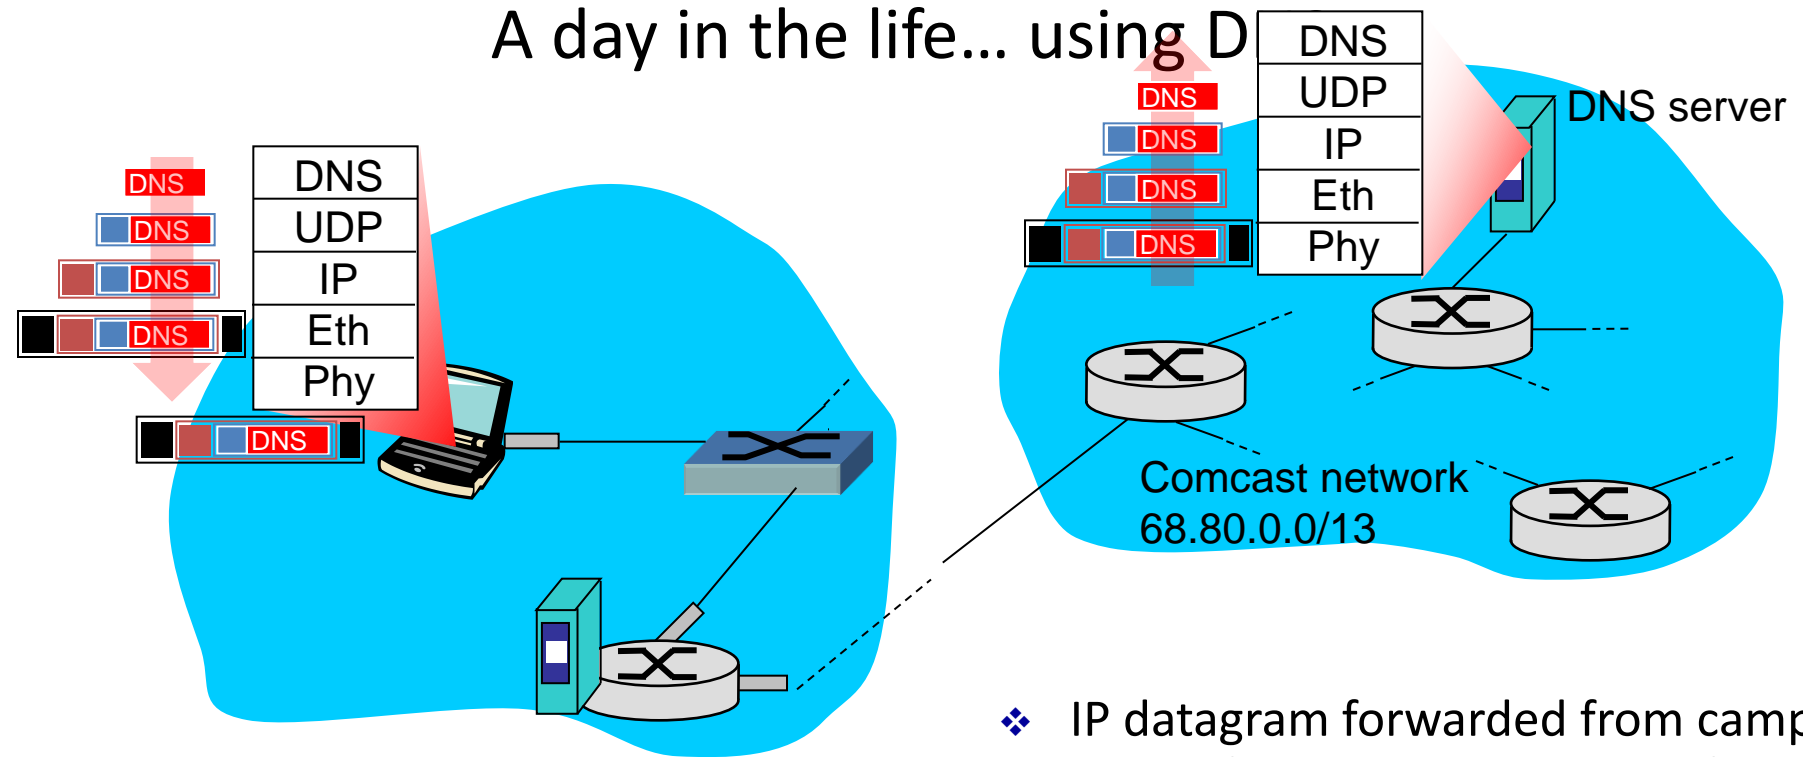 A day in the life… using D
DNS
UDP
IP
Eth
Phy
DNS
DNS
DNS
DNS
DNS server
DNS
UDP
IP
Eth
Phy
DNS
DNS
DNS
DNS
DNS
Comcast network
68.80.0.0/13
❖ IP datagram forwarded from camp